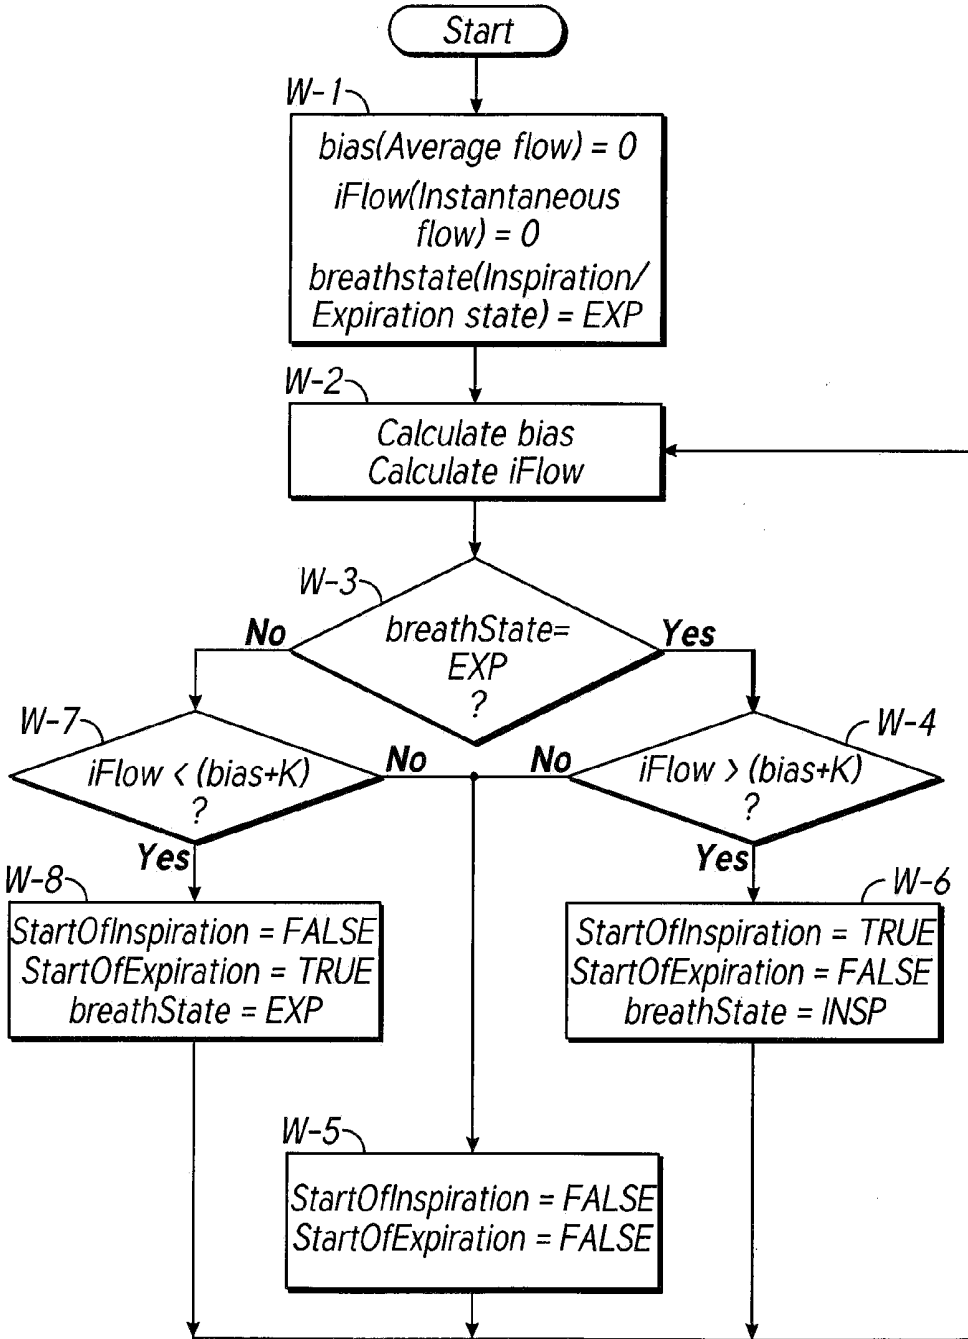 Start
W-1
bias(Average flow) = 0
iFlow(Instantaneous
flow) = 0
breathstate(Inspiration/
Expiration state) = EXP
W-2
Calculate bias
Calculate iFlow
W-3
breathState=
EXP
?
No
Yes
W-7
iFlow < (bias+K)
?
No
Yes
W-4
iFlow > (bias+K)
?
No
Yes
W-8
StartOfInspiration = FALSE
StartOfExpiration = TRUE
breathState = EXP
W-6
StartOfInspiration = TRUE
StartOfExpiration = FALSE
breathState = INSP
W-5
StartOfInspiration = FALSE
StartOfExpiration = FALSE